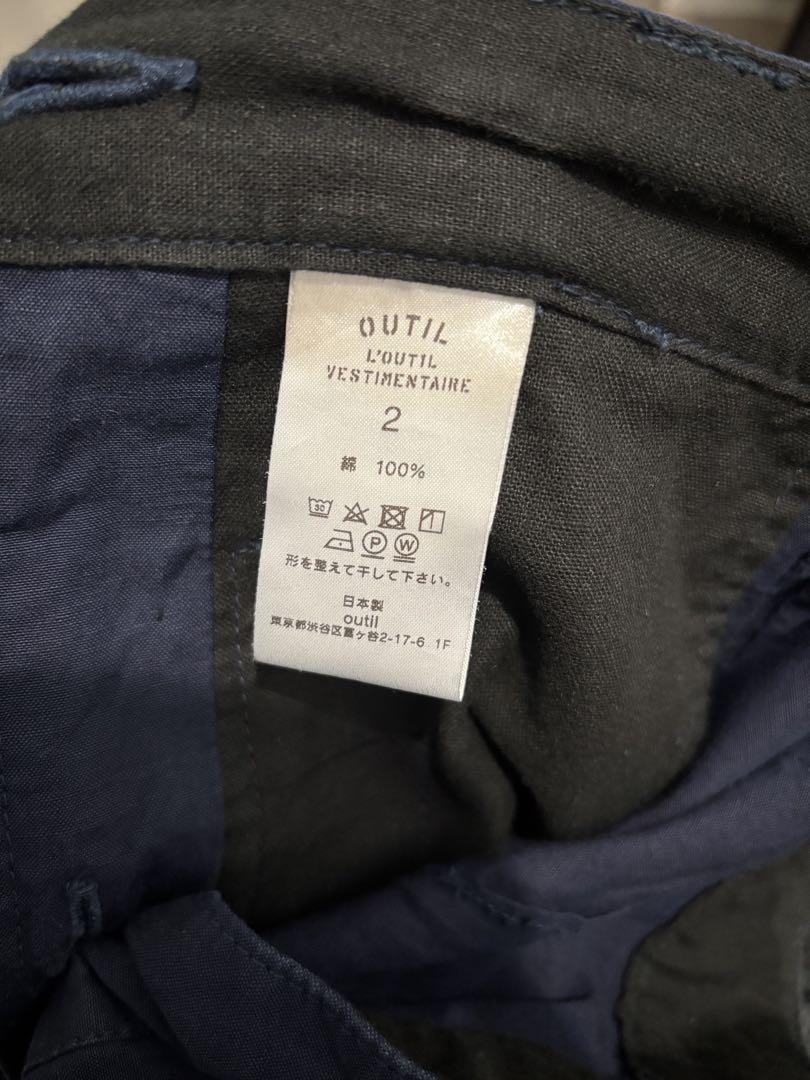 OUTIL
L'OUTIL
VESTIMENTAIRE
2
綿 100%
30
P W
形を整えて干して下さい。
日本製
outil
東京都渋谷区富ヶ谷2-17-6 1F